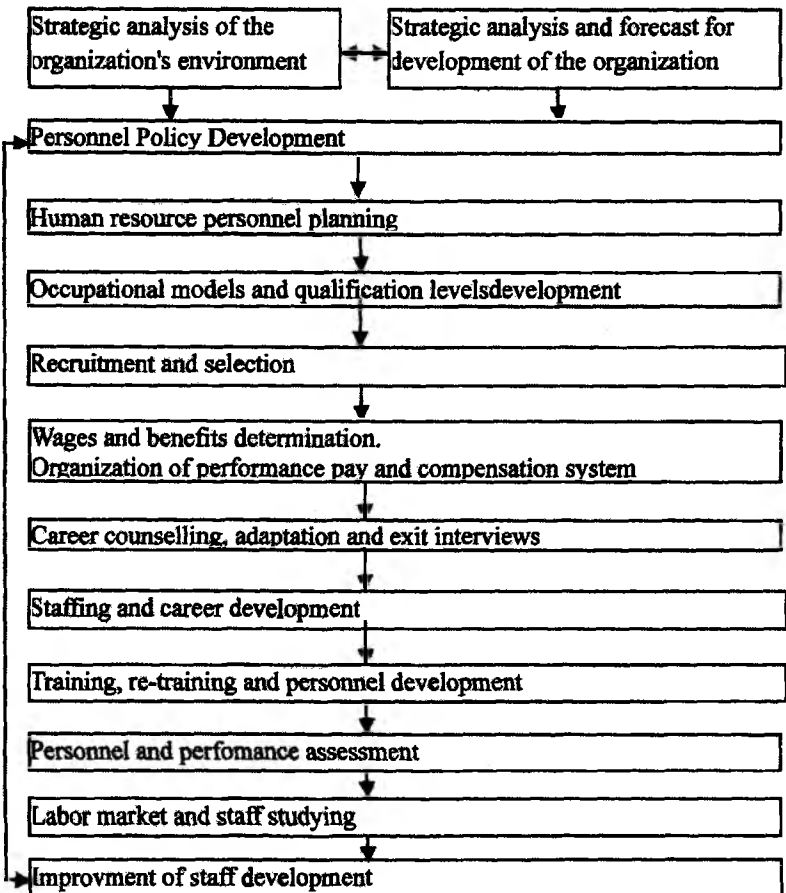 Strategic analysis of the
organization's environment
Strategic analysis and forecast for
development of the organization
Personnel Policy Development
Human resource personnel planning
Occupational models and qualification levelsdevelopment
Recruitment and selection
Wages and benefits determination.
Organization of performance pay and compensation system
Career counselling, adaptation and exit interviews
Staffing and career development
Training, re-training and personnel development
Personnel and perfomance assessment
Labor market and staff studying
Improvment of staff development